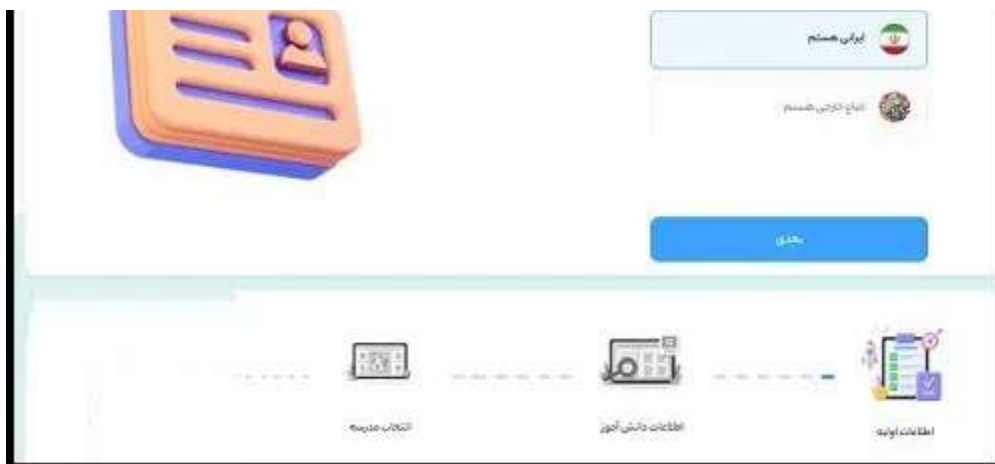 ایرانی هستم
اتباع خارجی هستم
بعدی
اطلاعات اولیه
اطلاعات دانش آموز
انتخاب مدرسه